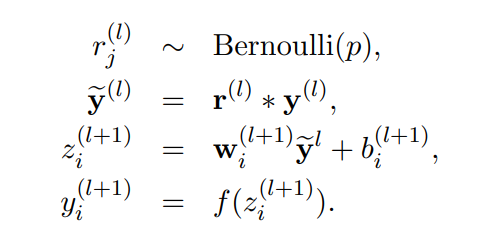 r_j^{(l)} ∼ Bernoulli(p),
ỹ^{(l)} = r^{(l)} ∗ y^{(l)},
z_i^{(l+1)} = w_i^{(l+1)} ỹ^l + b_i^{(l+1)},
y_i^{(l+1)} = f(z_i^{(l+1)}).